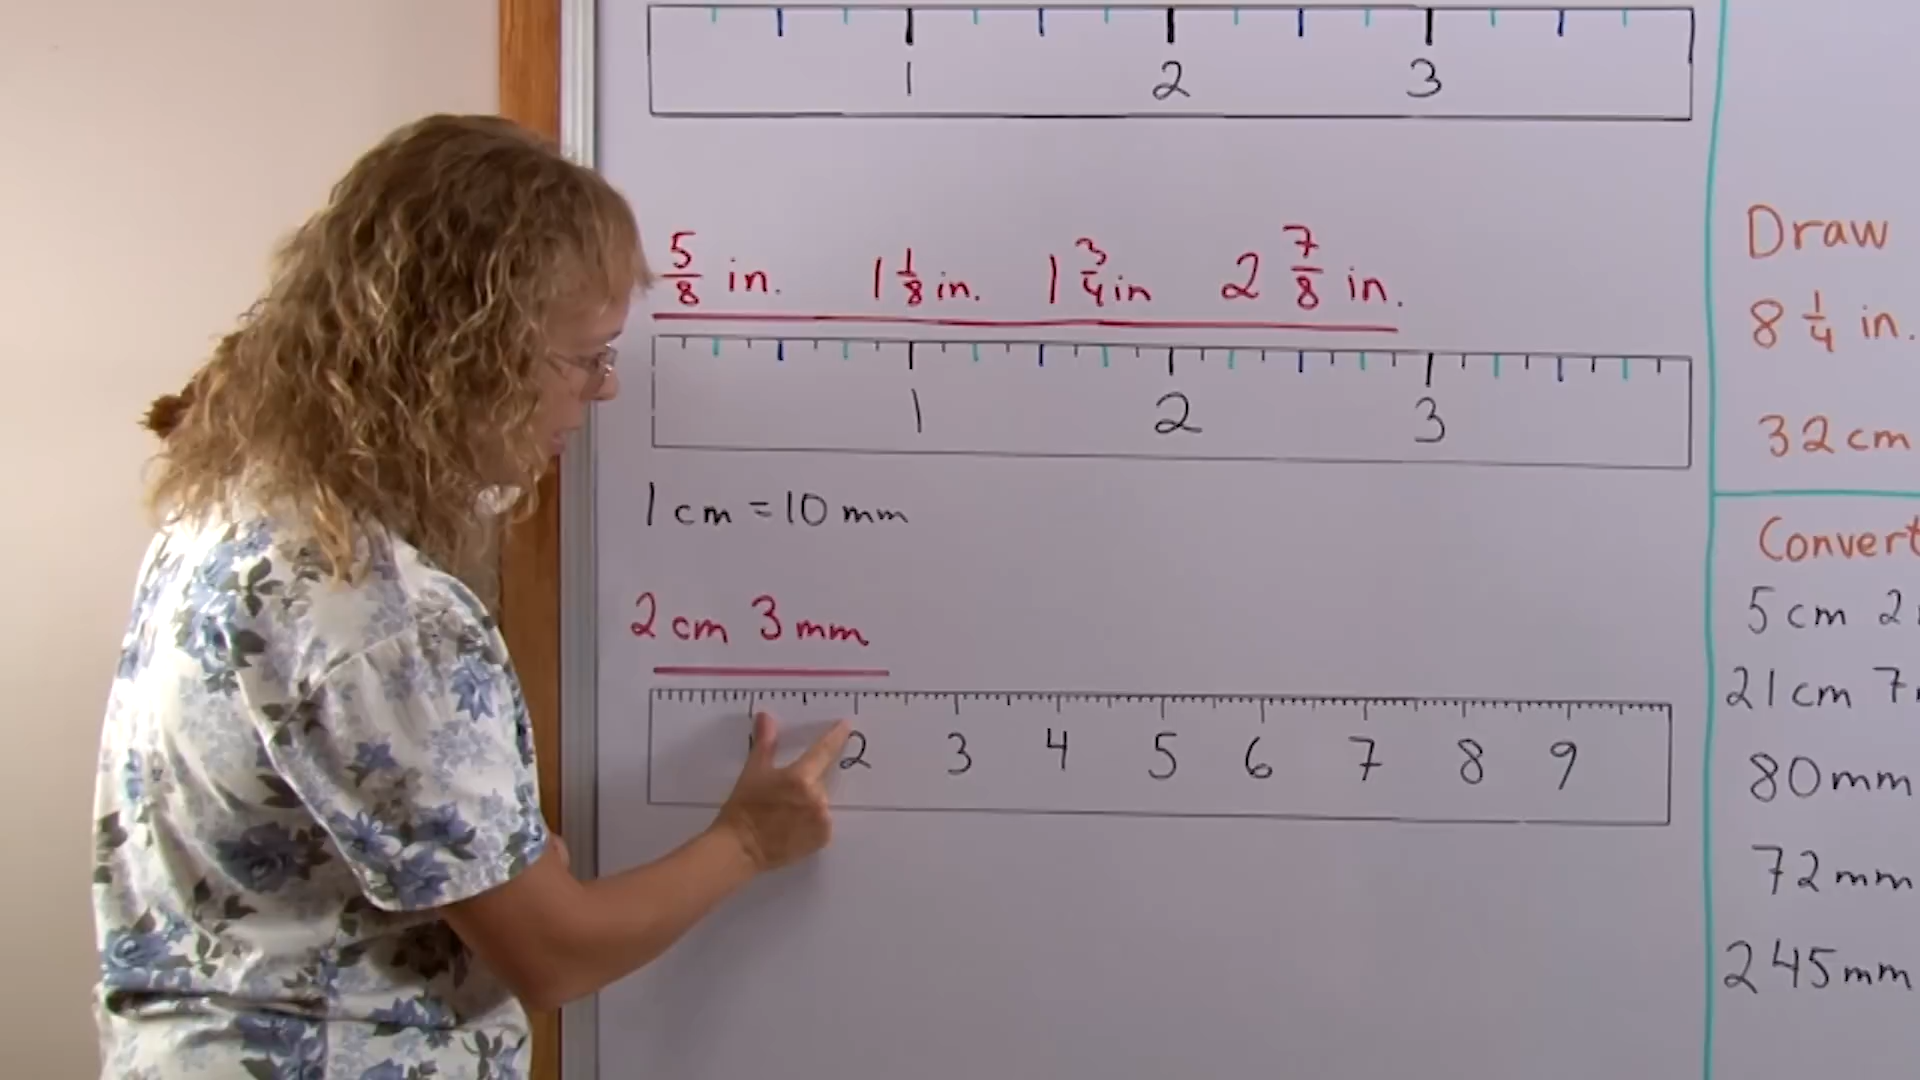 1 2 3
5/8 in. 1 1/8 in. 1 3/4 in 2 7/8 in.
1 2 3
1 cm = 10 mm
2 cm 3 mm
1 2 3 4 5 6 7 8 9
Draw
8 1/4 in.
32 cm
Convert
5 cm 2
21 cm 7
80 mm
72 mm
245 mm